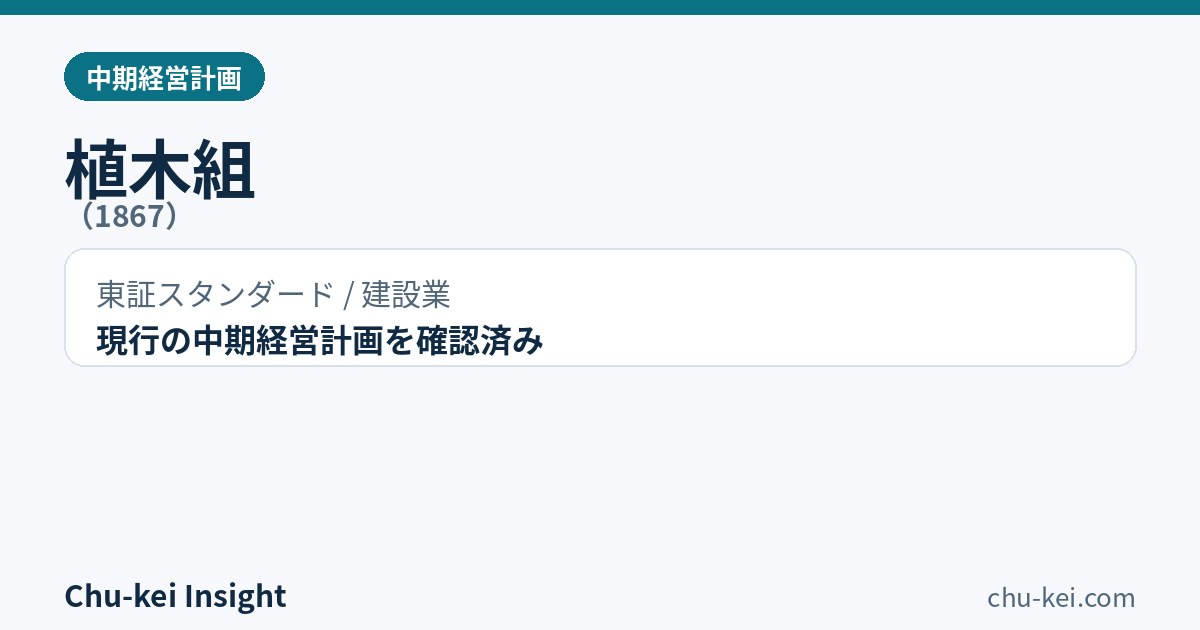 中期経営計画
植木組
（1867）
東証スタンダード / 建設業
現行の中期経営計画を確認済み
Chu-kei Insight
chu-kei.com